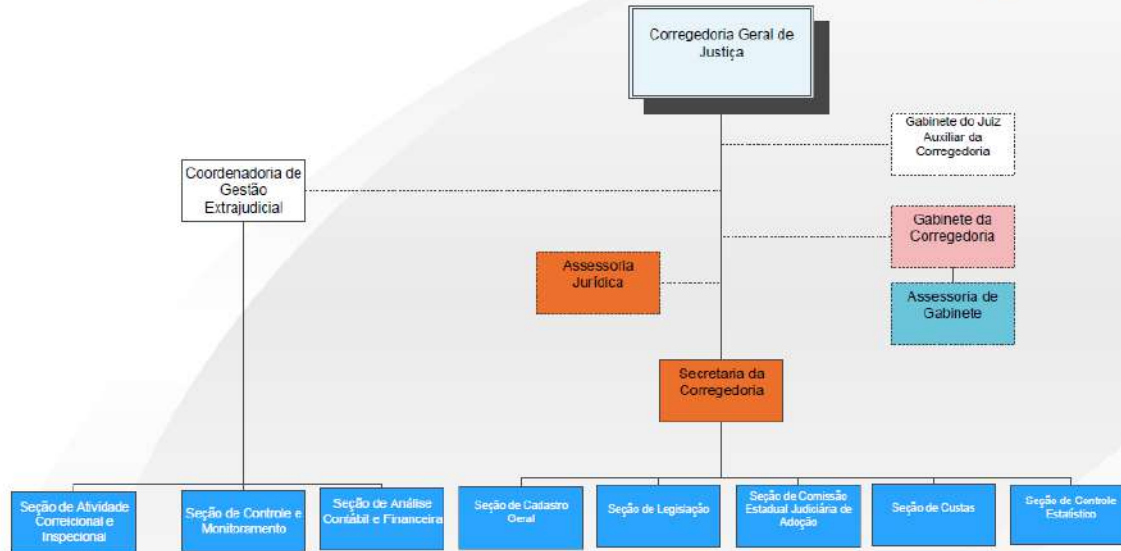 Corregedoria Geral de
Justiça
Gabinete do Juiz
Auxiliar da
Corregedoria
Coordenadoria de
Gestão
Extrajudicial
Gabinete da
Corregedoria
Assessoria
Jurídica
Assessoria de
Gabinete
Secretaria da
Corregedoria
Seção de Atividade
Correicional e
Inspecional
Seção de Controle e
Monitoramento
Seção de Análise
Contábil e Financeira
Seção de Cadastro
Geral
Seção de Legislação
Seção de Comissão
Estadual Judiciária de
Adoção
Seção de Custas
Seção de Controle
Estatístico